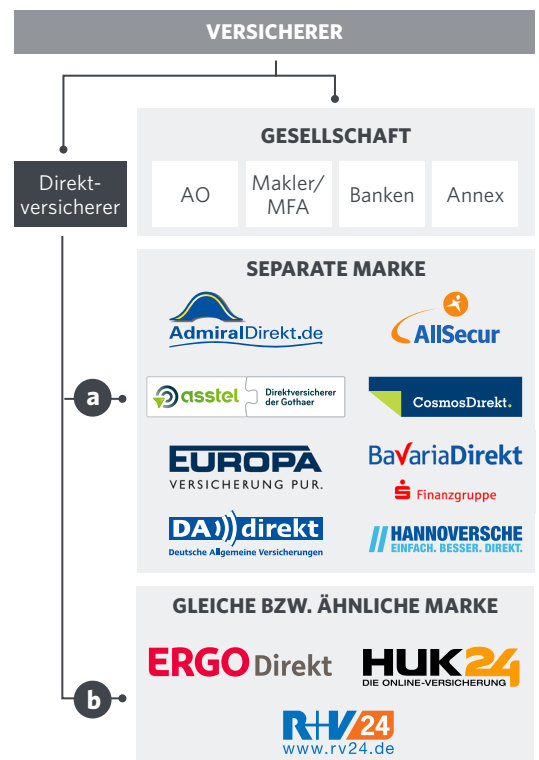 VERSICHERER
GESELLSCHAFT
Direkt-
versicherer
AO
Makler/
MFA
Banken
Annex
SEPARATE MARKE
AdmiralDirekt.de
AllSecur
a
asstel
Direktversicherer
der Gothaer
CosmosDirekt.
EUROPA
VERSICHERUNG PUR.
BaVariaDirekt
Finanzgruppe
DA direkt
Deutsche Allgemeine Versicherungen
HANNOVERSCHE
EINFACH. BESSER. DIREKT.
GLEICHE BZW. ÄHNLICHE MARKE
ERGO Direkt
HUK24
DIE ONLINE-VERSICHERUNG
b
R+V/24
www.rv24.de